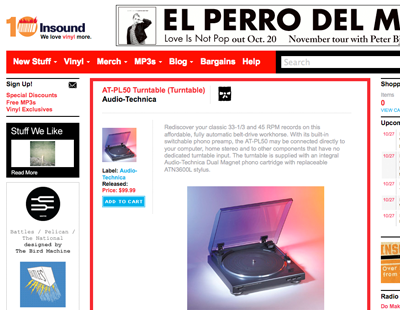 10 Insound
We love vinyl more.
EL PERRO DEL M
Love Is Not Pop out Oct. 20 November tour with Peter Bj
New Stuff Vinyl Merch MP3s Blog Bargains Help
Search
Sign Up!
Special Discounts
Free MP3s
Vinyl Exclusives
Stuff We Like
Read More
Battles / Pelican /
The National
designed by
The Bird Machine
AT-PL50 Turntable (Turntable)
Audio-Technica
Label: Audio-
Technica
Released:
Price: $99.99
ADD TO CART
Rediscover your classic 33-1/3 and 45 RPM records on this
affordable, fully automatic belt-drive workhorse. With its built-in
switchable phono preamp, the AT-PL50 may be connected directly to
your computer, home stereo and to other components that have no
dedicated turntable input. The turntable is supplied with an integral
Audio-Technica Dual Magnet phono cartridge with replaceable
ATN3600L stylus.
Shopp
Items
0
VIEW CA
Upcom
10/27
10/27
10/27
10/27
INS
Over
from
Radio
Do Make